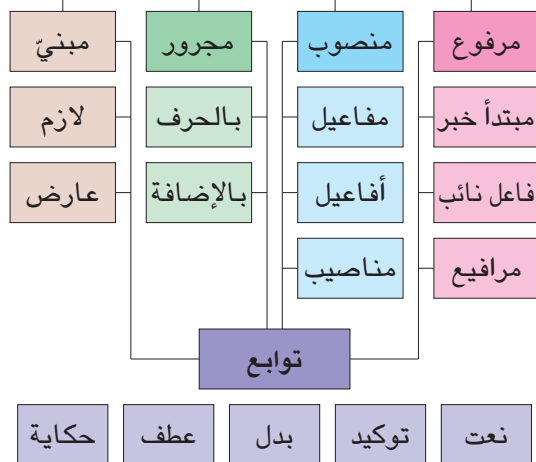 مرفوع منصوب مجرور مبنيّ
مبتدأ خبر مفاعيل بالحرف لازم
فاعل نائب أفاعيل بالإضافة عارض
مرافيع مناصيب
توابع
نعت توكيد بدل عطف حكاية